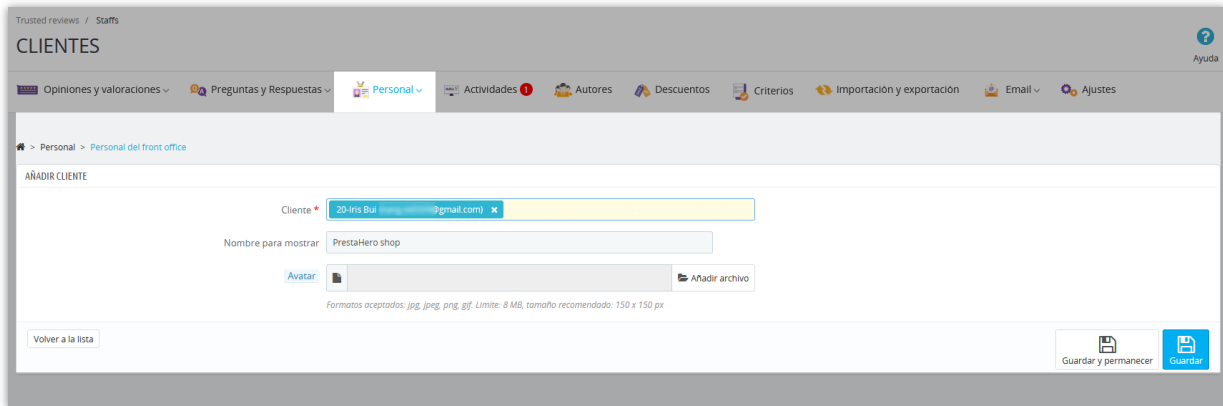 Trusted reviews / Staffs
CLIENTES
Ayuda
Opiniones y valoraciones Preguntas y Respuestas Personal Actividades 1 Autores Descuentos Criterios Importación y exportación Email Ajustes
> Personal > Personal del front office
AÑADIR CLIENTE
Cliente * 20-Iris Bui @gmail.com) x
Nombre para mostrar PrestaHero shop
Avatar Añadir archivo
Formatos aceptados: jpg, jpeg, png, gif. Limite: 8 MB, tamaño recomendado: 150 x 150 px
Volver a la lista Guardar y permanecer Guardar